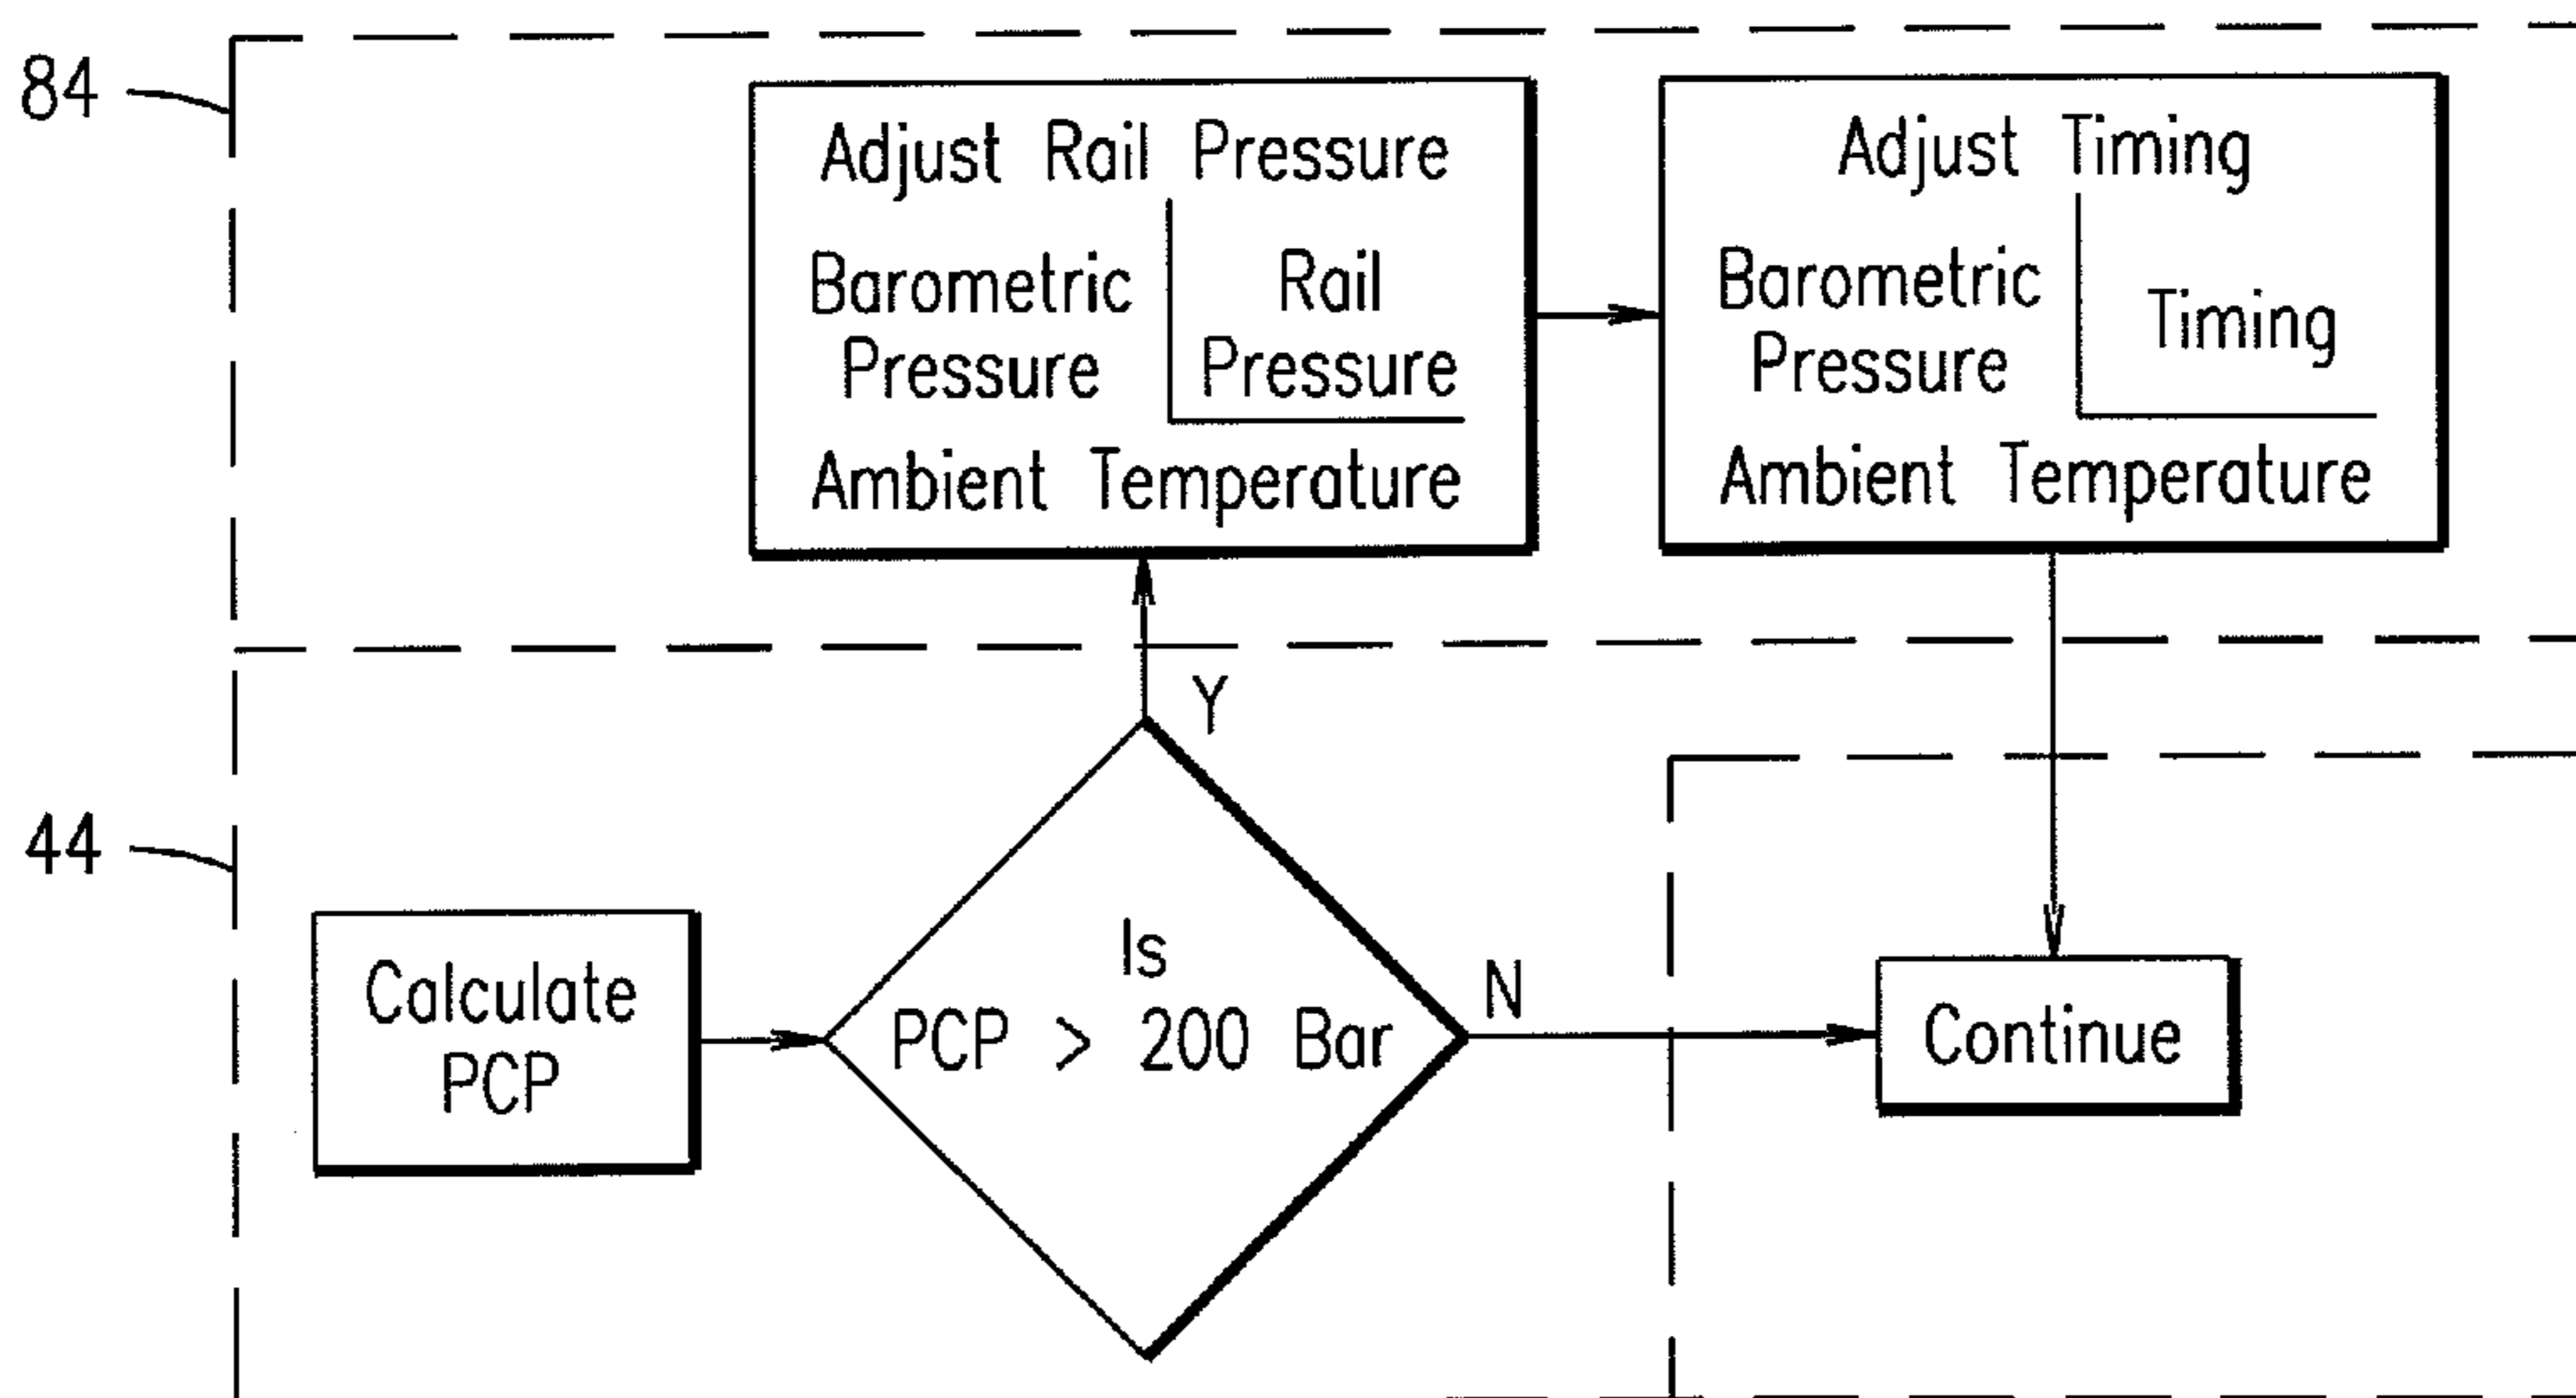 84
Adjust Rail Pressure
Barometric
Pressure
Rail
Pressure
Ambient Temperature
Adjust Timing
Barometric
Pressure
Timing
Ambient Temperature
Y
44
Calculate
PCP
Is
PCP > 200 Bar
N
Continue